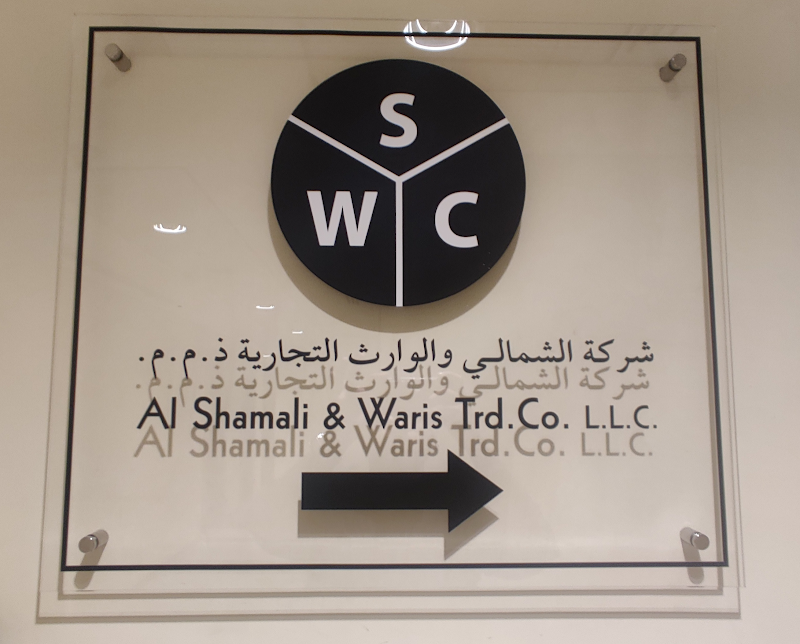 S
W C
شركة الشمالي والوارث التجارية ذ.م.م.
Al Shamali & Waris Trd.Co. L.L.C.